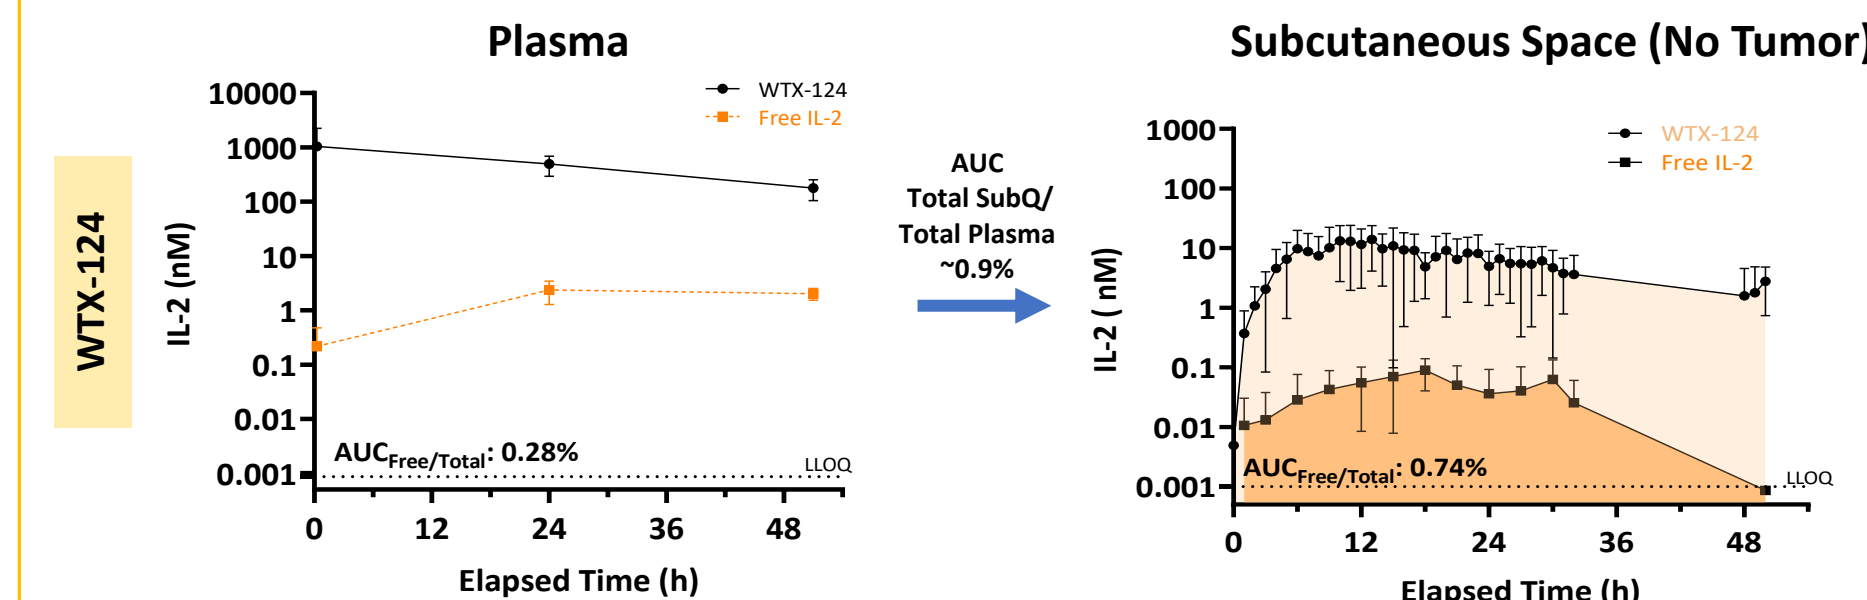 Plasma
Subcutaneous Space (No Tumor)
WTX-124
IL-2 (nM)
10000
1000
100
10
1
0.1
0.01
0.001
WTX-124
Free IL-2
AUCFree/Total: 0.28%
LLOQ
0
12
24
36
48
Elapsed Time (h)
AUC
Total SubQ/
Total Plasma
~0.9%
IL-2 ( nM)
1000
100
10
1
0.1
0.01
0.001
WTX-124
Free IL-2
AUCFree/Total: 0.74%
LLOQ
0
12
24
36
48
Elapsed Time (h)